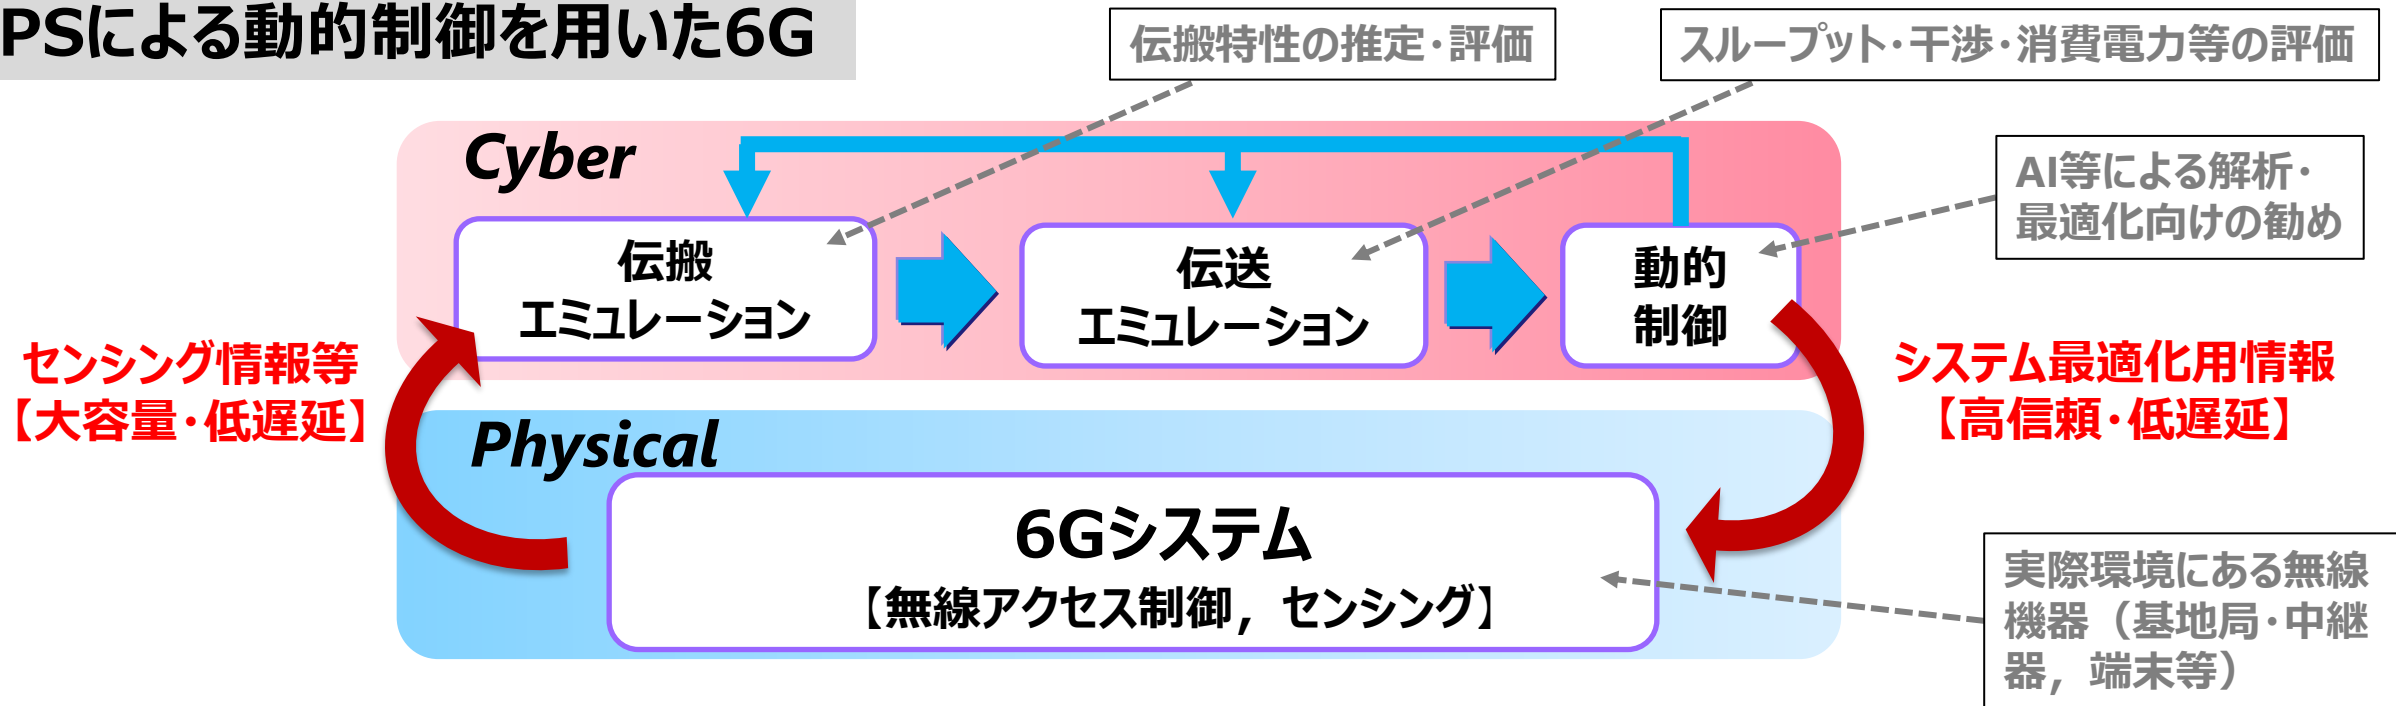 PSによる動的制御を用いた6G
伝搬特性の推定・評価
スループット・干渉・消費電力等の評価
Cyber
AI等による解析・
最適化向けの勧め
伝搬
エミュレーション
伝送
エミュレーション
動的
制御
センシング情報等
【大容量・低遅延】
システム最適化用情報
【高信頼・低遅延】
Physical
6Gシステム
【無線アクセス制御，センシング】
実際環境にある無線
機器（基地局・中継
器，端末等）